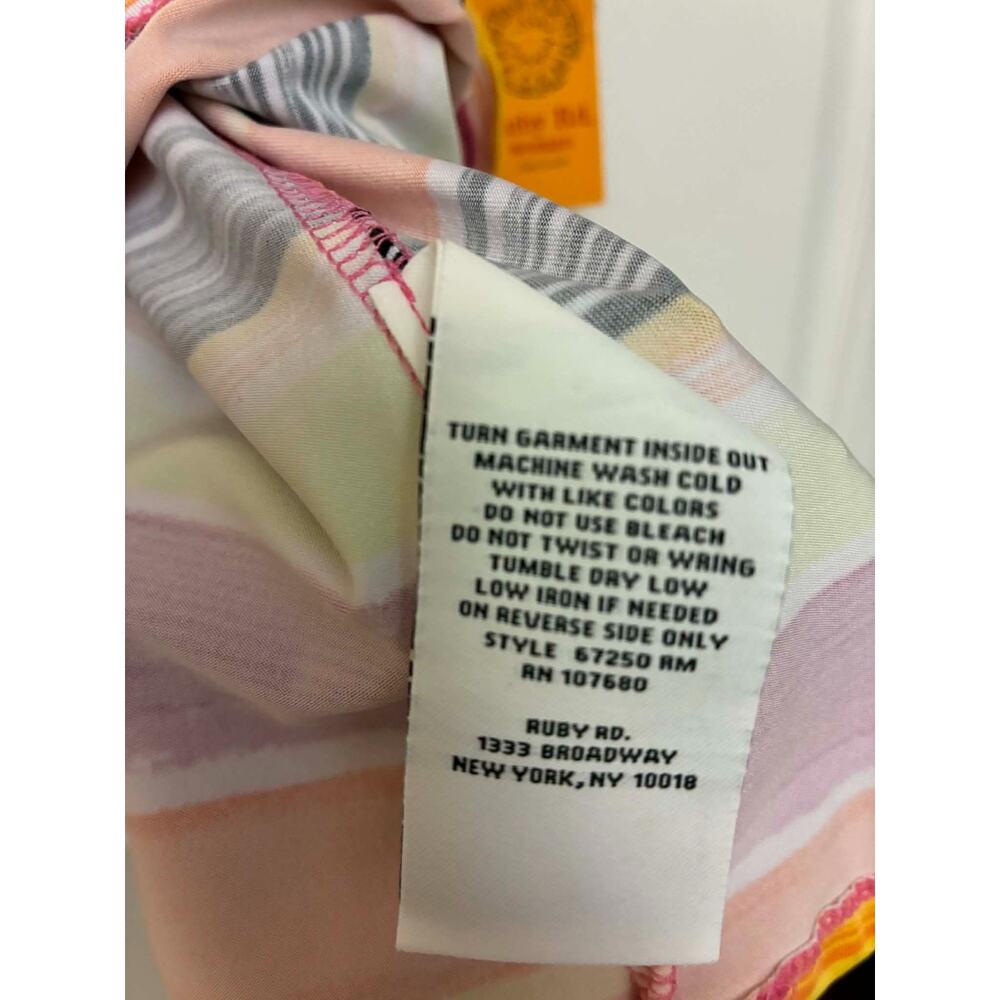 TURN GARMENT INSIDE OUT
MACHINE WASH COLD
WITH LIKE COLORS
DO NOT USE BLEACH
DO NOT TWIST OR WRING
TUMBLE DRY LOW
LOW IRON IF NEEDED
ON REVERSE SIDE ONLY
STYLE 67250 RM
RN 107680
RUBY RD.
1333 BROADWAY
NEW YORK, NY 10018